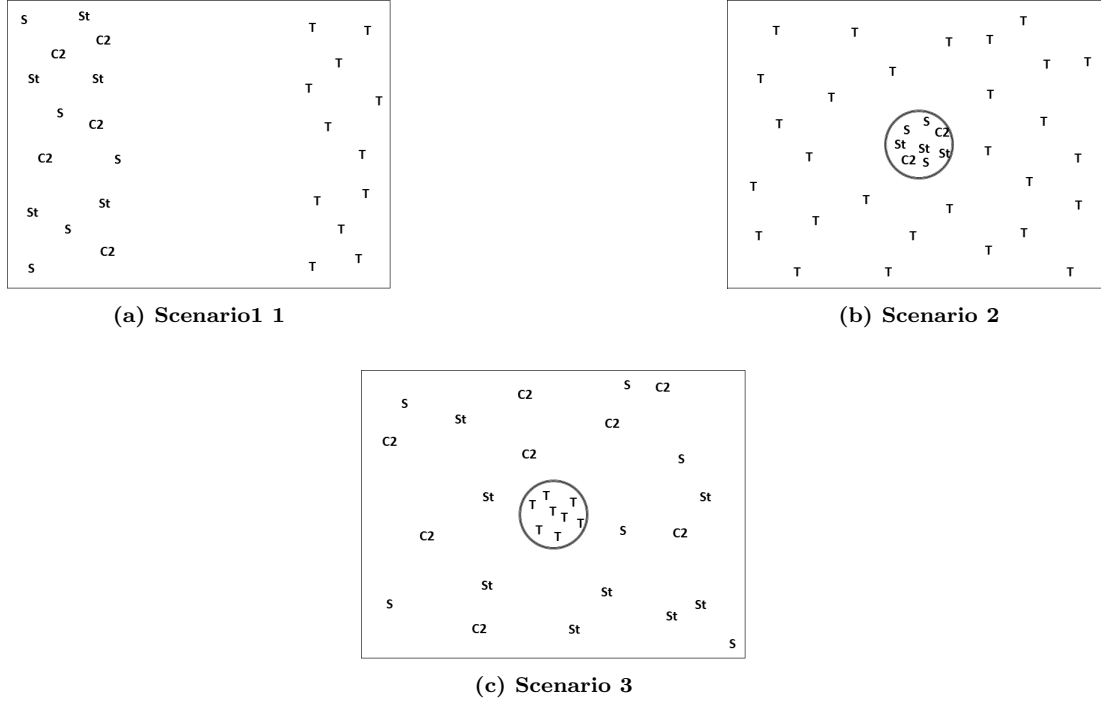 S St T T
C2
C2 T
St St T
S T
C2 T
C2 S T
St St T T
S T
C2 T
S T
(a) Scenario1 1
T T T T T
T T T
T T T
T T
S S C2
St St St
C2 S
T T T
T T
T T T
T T T T
T T T
(b) Scenario 2
S C2 S C2
St C2
C2 C2 S
St T T T St
T T T
T T
C2 S C2
St St
S St St
C2 St S
(c) Scenario 3